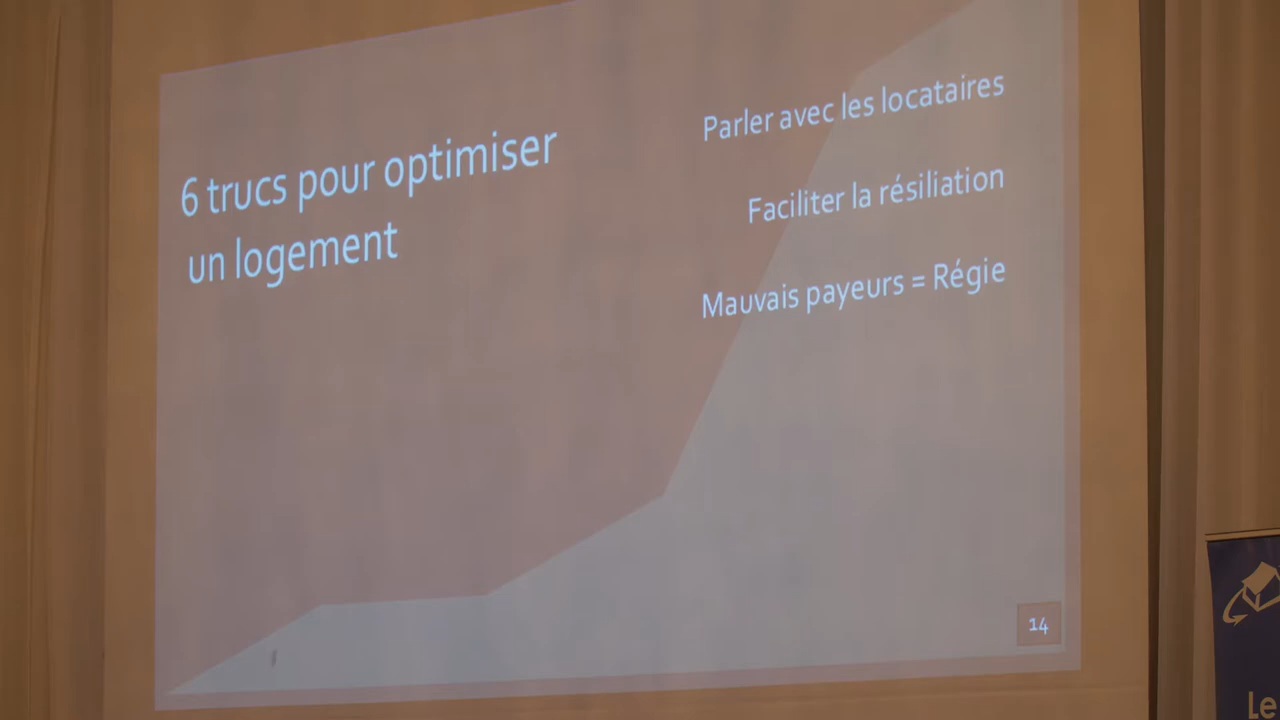 6 trucs pour optimiser
un logement
Parler avec les locataires
Faciliter la résiliation
Mauvais payeurs = Régie
14
Le